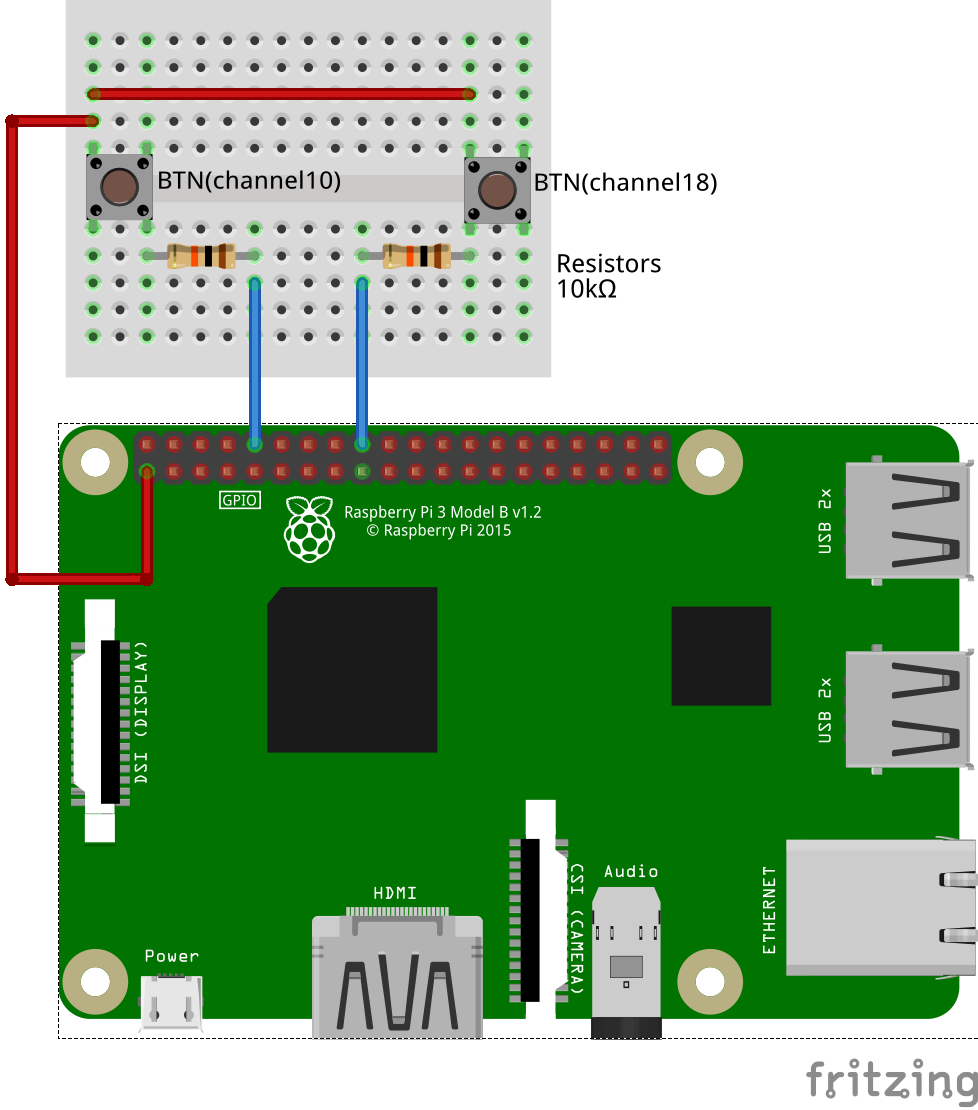 BTN(channel10)
BTN(channel18)
Resistors
10kΩ
GPIO
Raspberry Pi 3 Model B v1.2
© Raspberry Pi 2015
USB 2x
DSI (DISPLAY)
USB 2x
HDMI
CSI (CAMERA)
Audio
ETHERNET
Power
fritzing